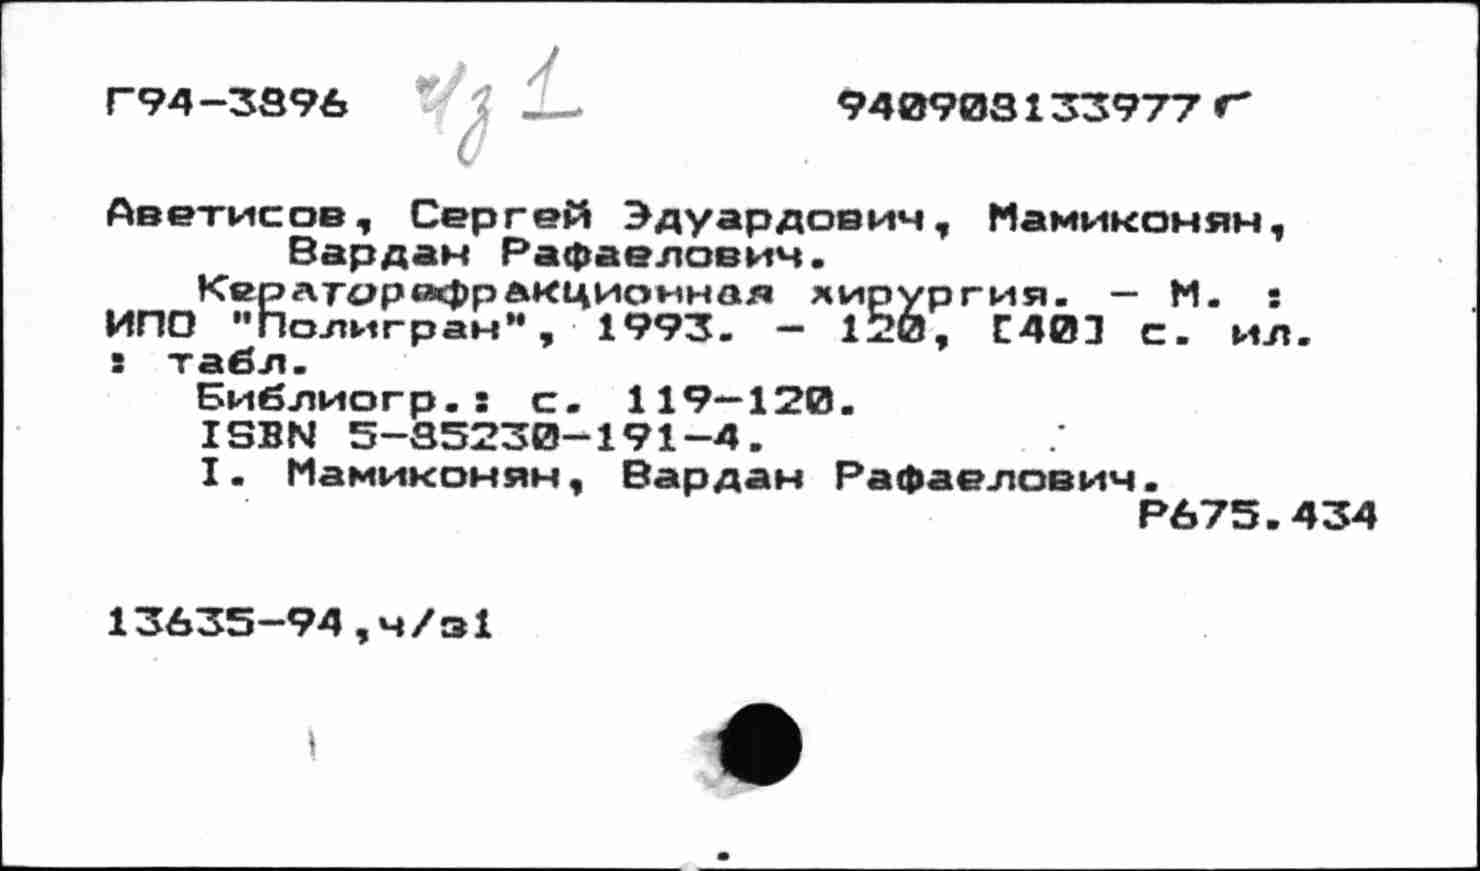 Г94-3896 ч/з 1 940908133977 Г
Аветисов, Сергей Эдуардович, Мамиконян,
Вардан Рафаелович.
Кераторефракционная хирургия. - М. :
ИПО "Полигран", 1993. - 120, [40] с. ил.
: табл.
Библиогр.: с. 119-120.
ISBN 5-85230-191-4.
I. Мамиконян, Вардан Рафаелович.
Р675.434
13635-94,ч/з1